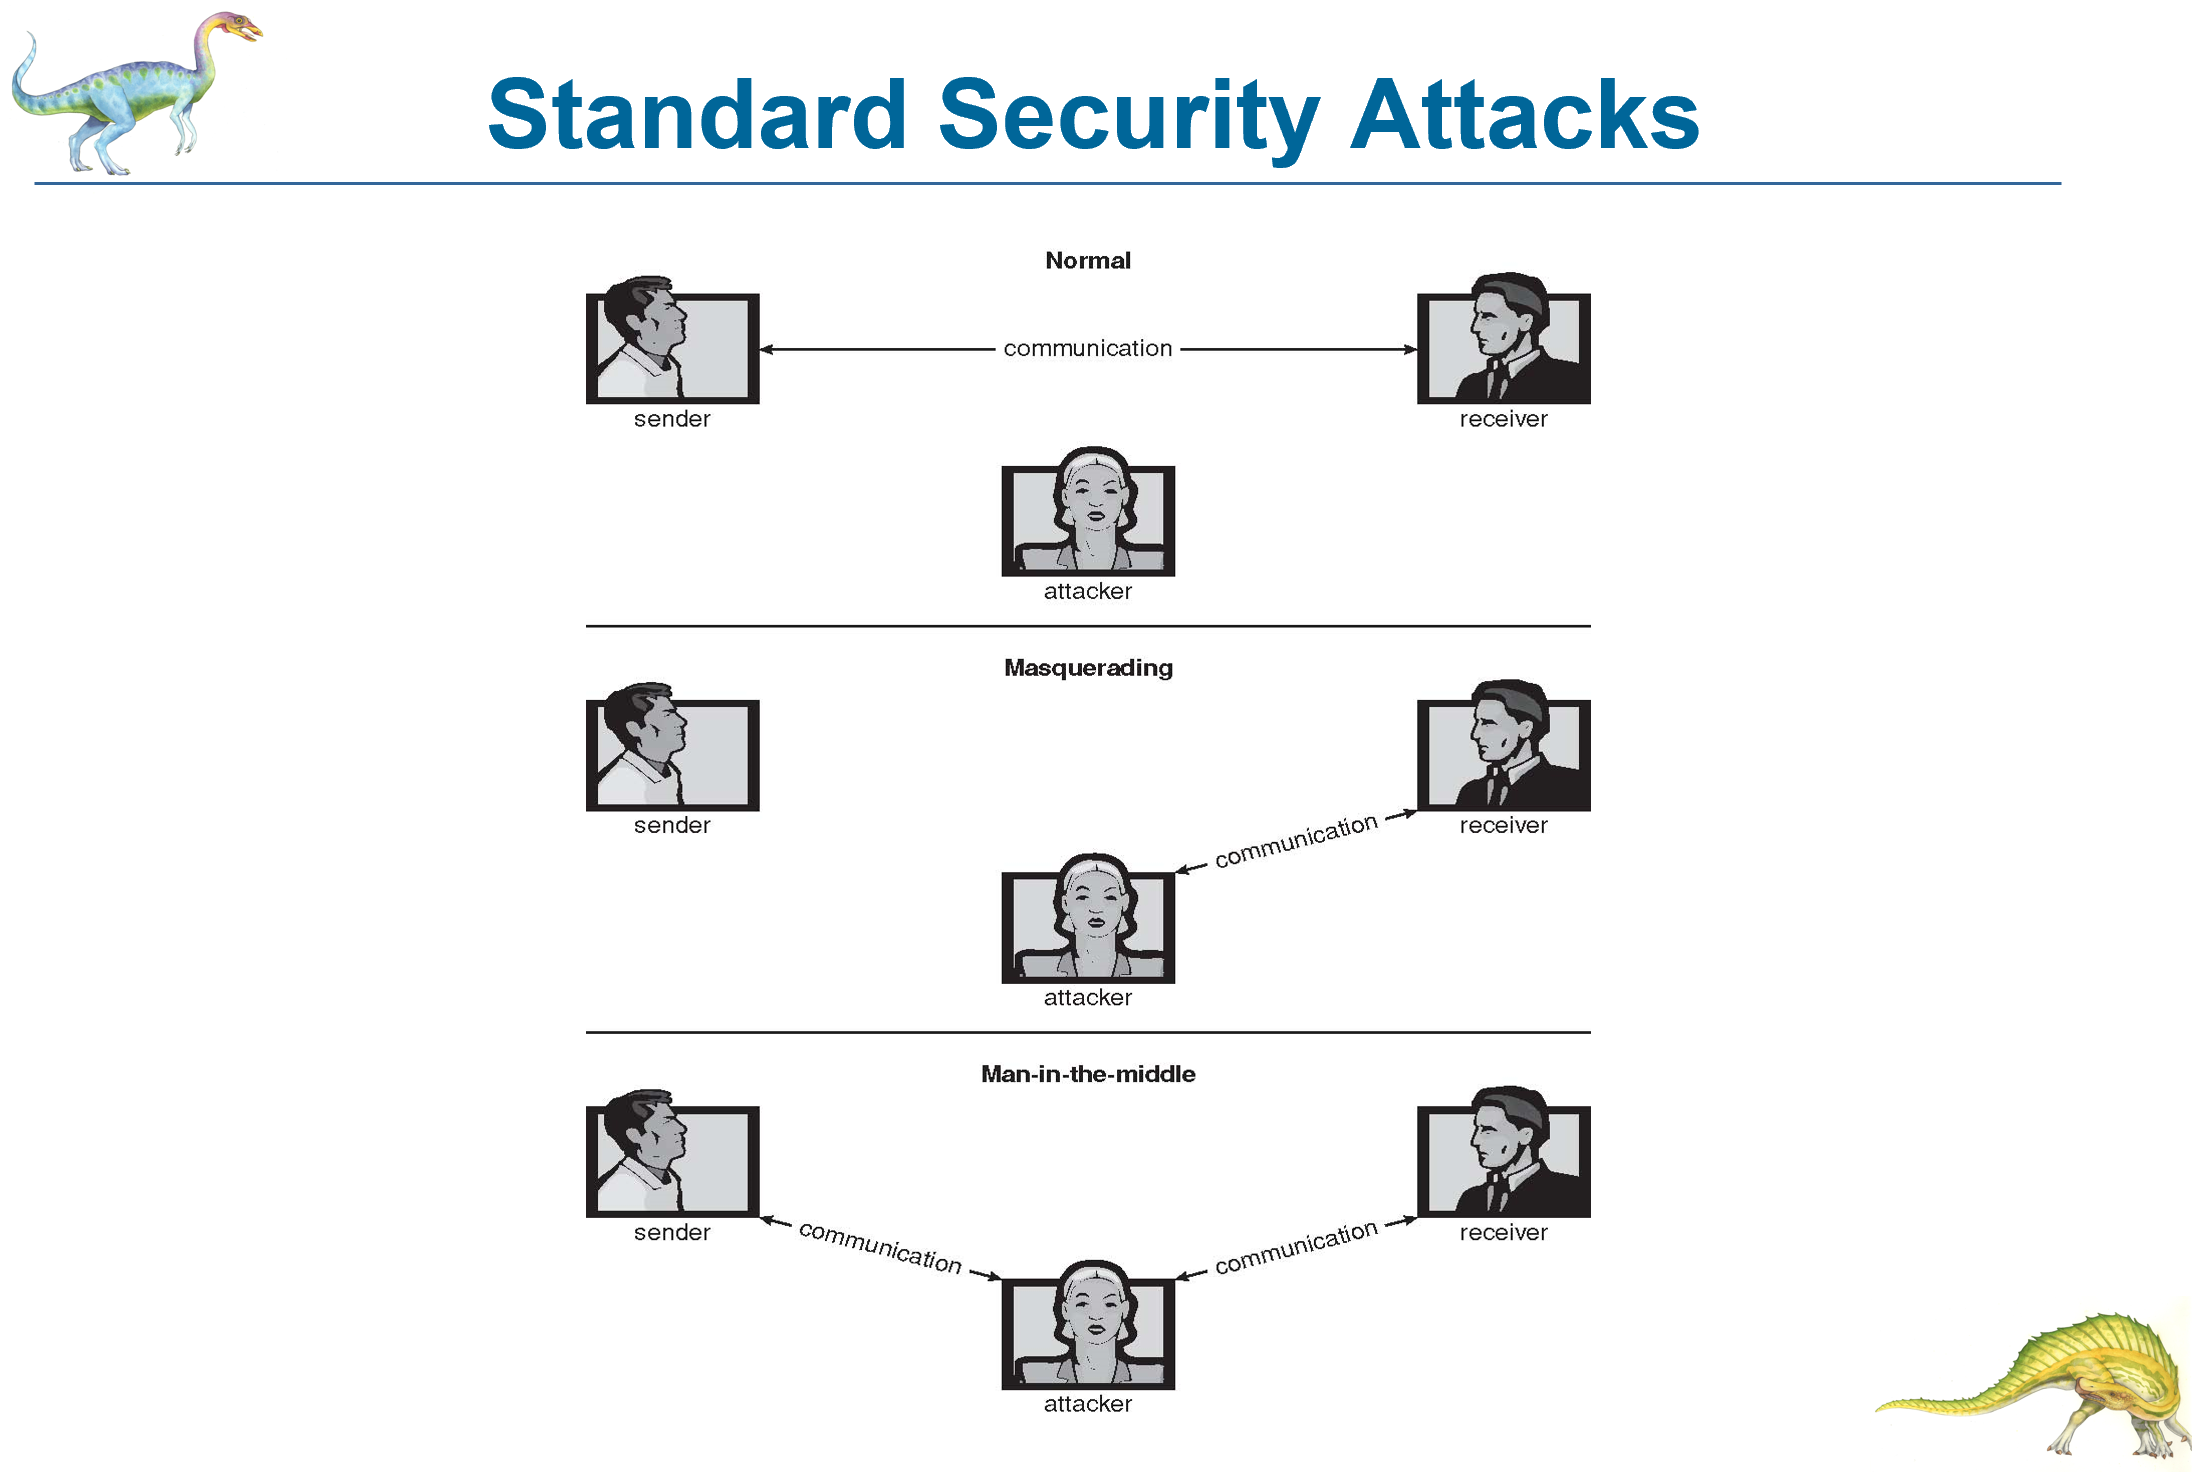 Standard Security Attacks
Normal
communication
sender
receiver
attacker
Masquerading
sender
communication
receiver
attacker
Man-in-the-middle
sender
communication
communication
receiver
attacker